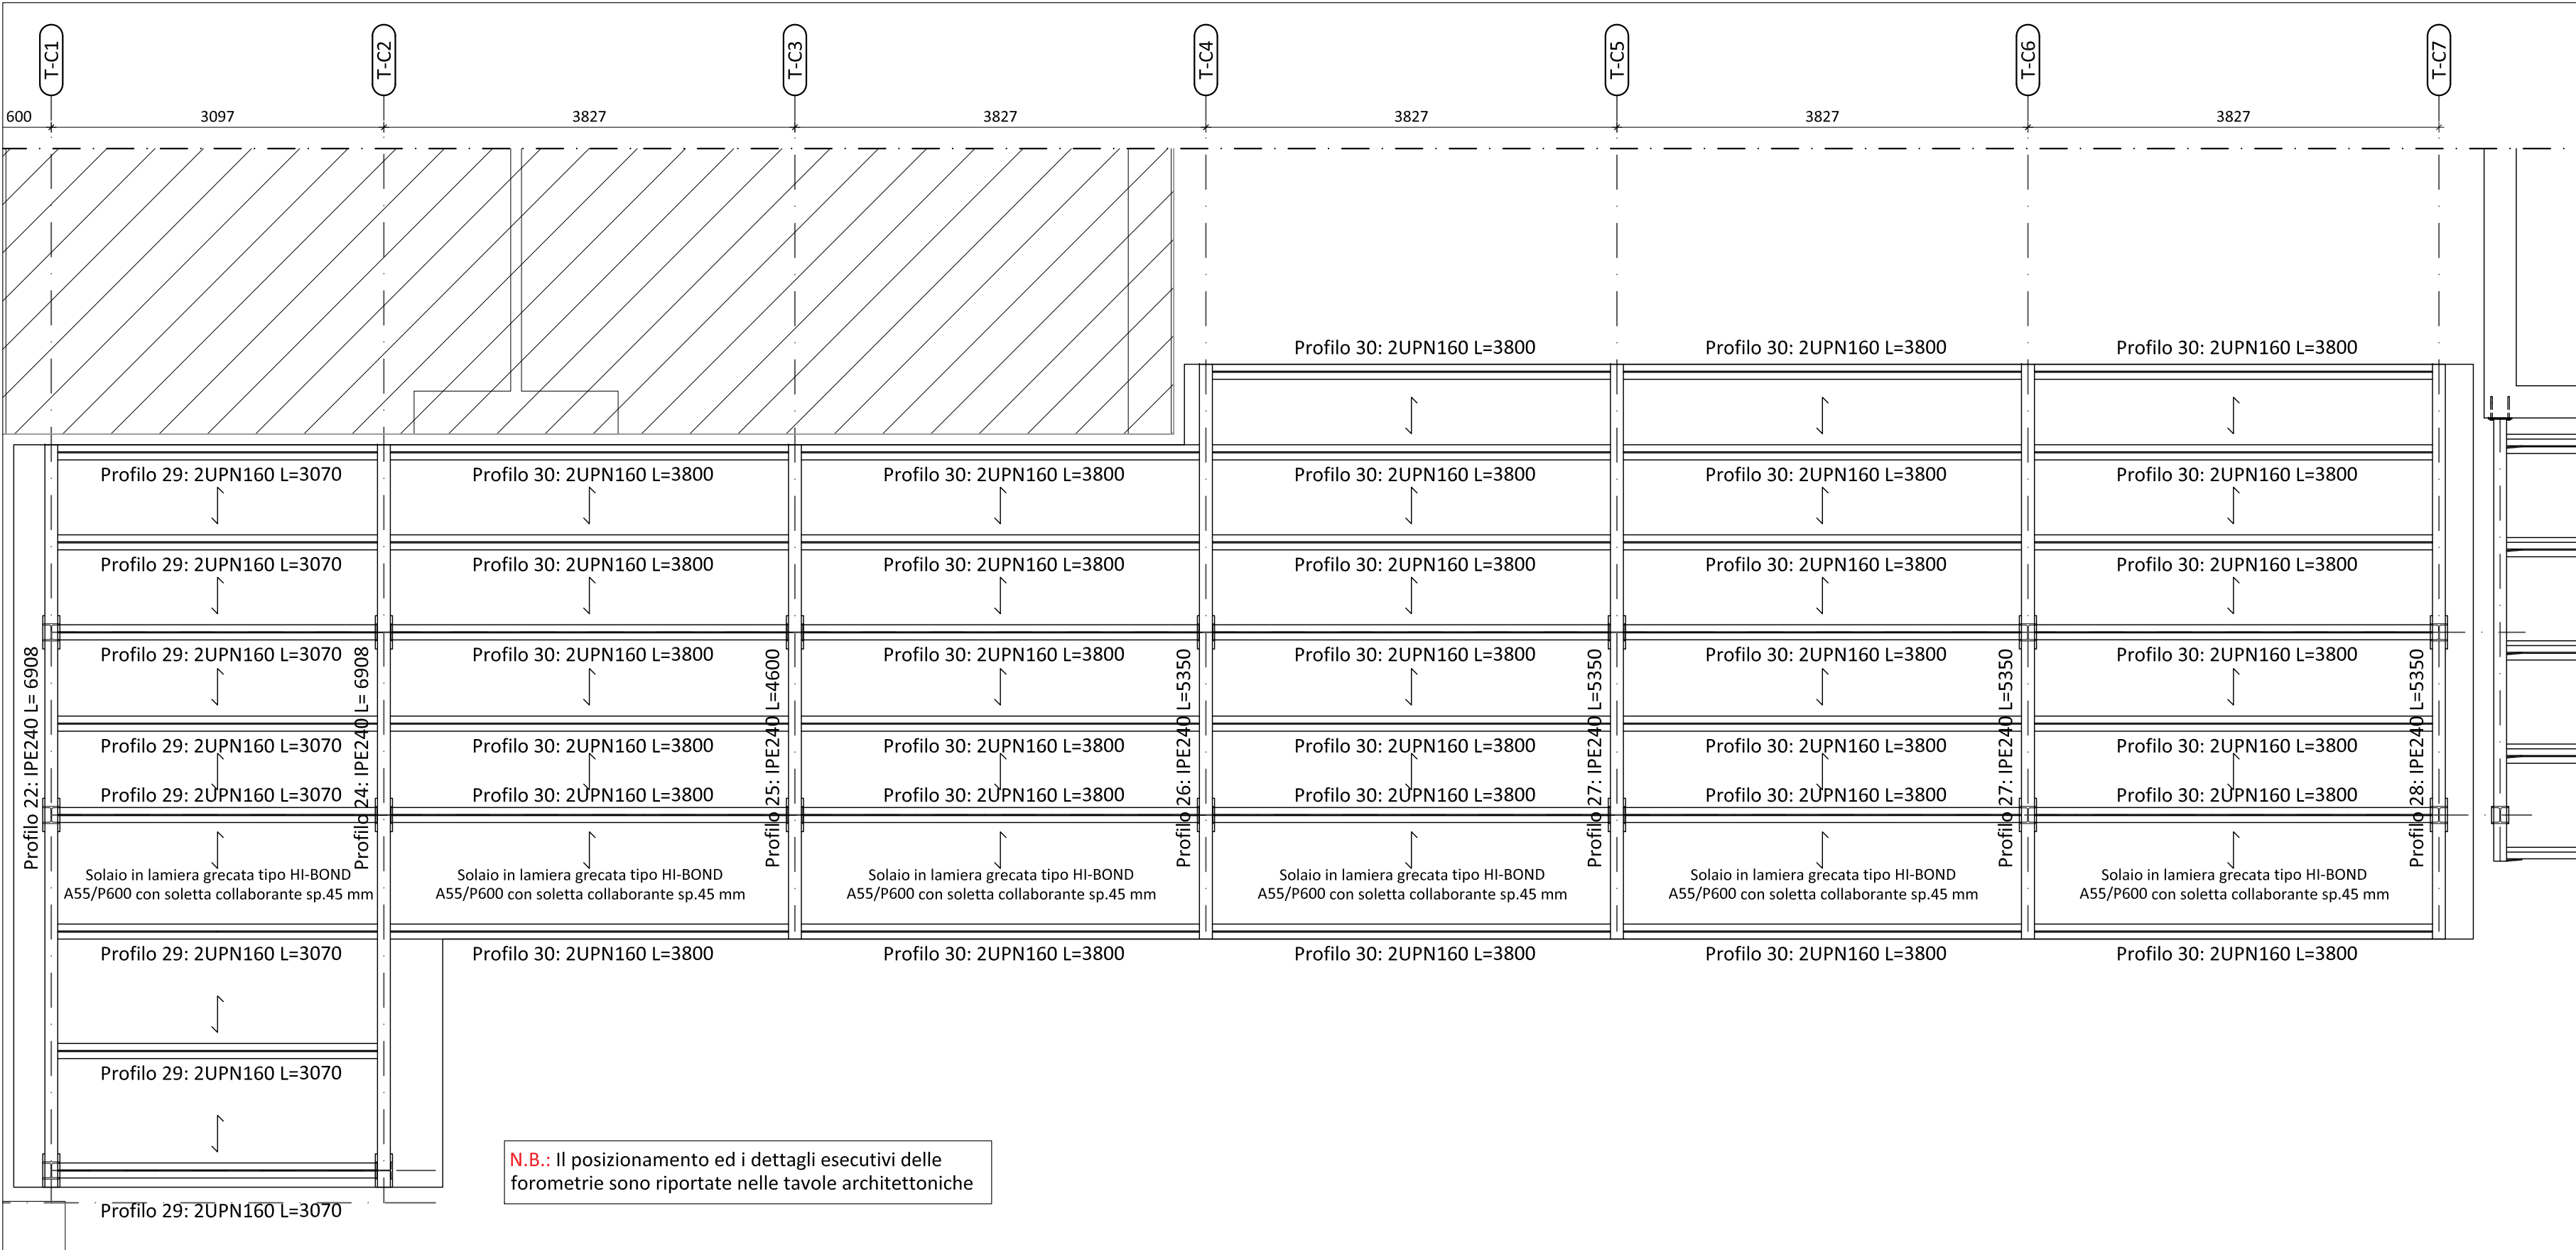 T-C1
T-C2
T-C3
T-C4
T-C5
T-C6
T-C7
600
3097
3827
3827
3827
3827
3827
Profilo 30: 2UPN160 L=3800
Profilo 30: 2UPN160 L=3800
Profilo 30: 2UPN160 L=3800
Profilo 29: 2UPN160 L=3070
Profilo 30: 2UPN160 L=3800
Profilo 30: 2UPN160 L=3800
Profilo 30: 2UPN160 L=3800
Profilo 30: 2UPN160 L=3800
Profilo 30: 2UPN160 L=3800
Profilo 29: 2UPN160 L=3070
Profilo 30: 2UPN160 L=3800
Profilo 30: 2UPN160 L=3800
Profilo 30: 2UPN160 L=3800
Profilo 30: 2UPN160 L=3800
Profilo 30: 2UPN160 L=3800
Profilo 29: 2UPN160 L=3070
Profilo 30: 2UPN160 L=3800
Profilo 30: 2UPN160 L=3800
Profilo 30: 2UPN160 L=3800
Profilo 30: 2UPN160 L=3800
Profilo 30: 2UPN160 L=3800
Profilo 22: IPE240 L= 6908
Profilo 24: IPE240 L= 6908
Profilo 25: IPE240 L=4600
Profilo 26: IPE240 L=5350
Profilo 27: IPE240 L=5350
Profilo 27: IPE240 L=5350
Profilo 28: IPE240 L=5350
Profilo 29: 2UPN160 L=3070
Profilo 30: 2UPN160 L=3800
Profilo 30: 2UPN160 L=3800
Profilo 30: 2UPN160 L=3800
Profilo 30: 2UPN160 L=3800
Profilo 30: 2UPN160 L=3800
Profilo 29: 2UPN160 L=3070
Profilo 30: 2UPN160 L=3800
Profilo 30: 2UPN160 L=3800
Profilo 30: 2UPN160 L=3800
Profilo 30: 2UPN160 L=3800
Profilo 30: 2UPN160 L=3800
Solaio in lamiera grecata tipo HI-BOND
A55/P600 con soletta collaborante sp.45 mm
Solaio in lamiera grecata tipo HI-BOND
A55/P600 con soletta collaborante sp.45 mm
Solaio in lamiera grecata tipo HI-BOND
A55/P600 con soletta collaborante sp.45 mm
Solaio in lamiera grecata tipo HI-BOND
A55/P600 con soletta collaborante sp.45 mm
Solaio in lamiera grecata tipo HI-BOND
A55/P600 con soletta collaborante sp.45 mm
Solaio in lamiera grecata tipo HI-BOND
A55/P600 con soletta collaborante sp.45 mm
Profilo 29: 2UPN160 L=3070
Profilo 30: 2UPN160 L=3800
Profilo 30: 2UPN160 L=3800
Profilo 30: 2UPN160 L=3800
Profilo 30: 2UPN160 L=3800
Profilo 30: 2UPN160 L=3800
Profilo 29: 2UPN160 L=3070
N.B.: Il posizionamento ed i dettagli esecutivi delle
forometrie sono riportate nelle tavole architettoniche
Profilo 29: 2UPN160 L=3070